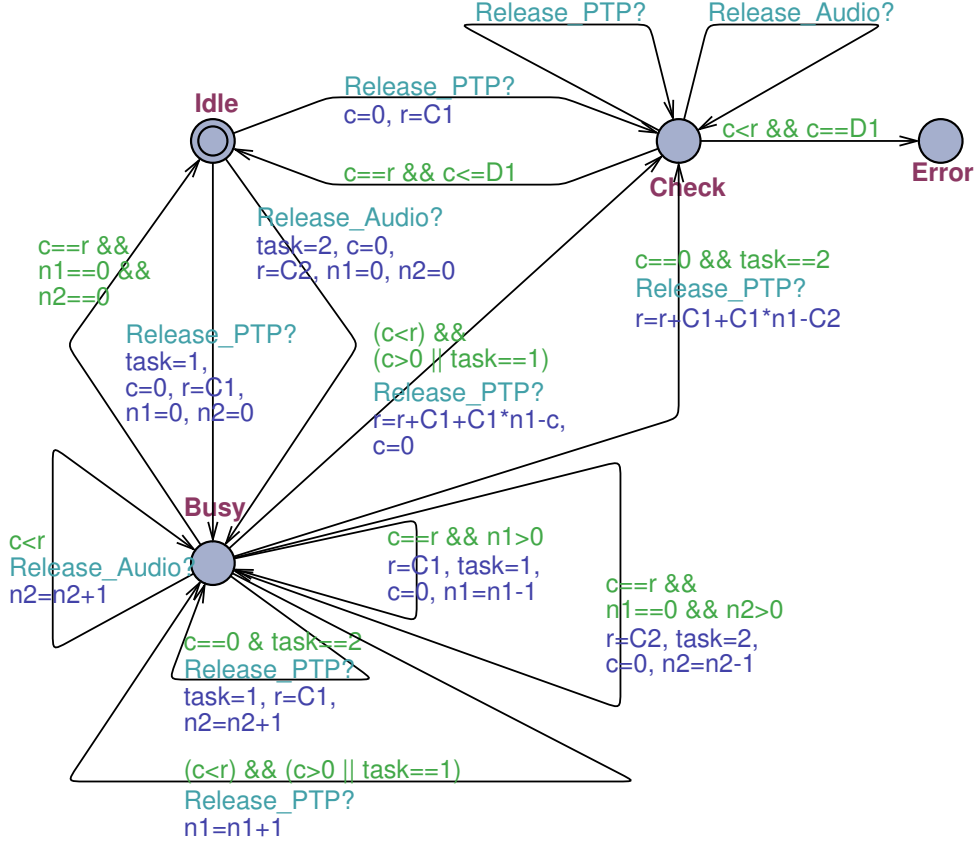 Release_PTP?
Release_Audio?
Release_PTP?
c=0, r=C1
Idle
c<r && c==D1
c==r && c<=D1
Check
Error
Release_Audio?
task=2, c=0,
r=C2, n1=0, n2=0
c==r &&
n1==0 &&
n2==0
c==0 && task==2
Release_PTP?
r=r+C1+C1*n1-C2
Release_PTP?
task=1,
c=0, r=C1,
n1=0, n2=0
(c<r) &&
(c>0 || task==1)
Release_PTP?
r=r+C1+C1*n1-c,
c=0
Busy
c<r
Release_Audio?
n2=n2+1
c==r && n1>0
r=C1, task=1,
c=0, n1=n1-1
c==r &&
n1==0 && n2>0
r=C2, task=2,
c=0, n2=n2-1
c==0 & task==2
Release_PTP?
task=1, r=C1,
n2=n2+1
(c<r) && (c>0 || task==1)
Release_PTP?
n1=n1+1